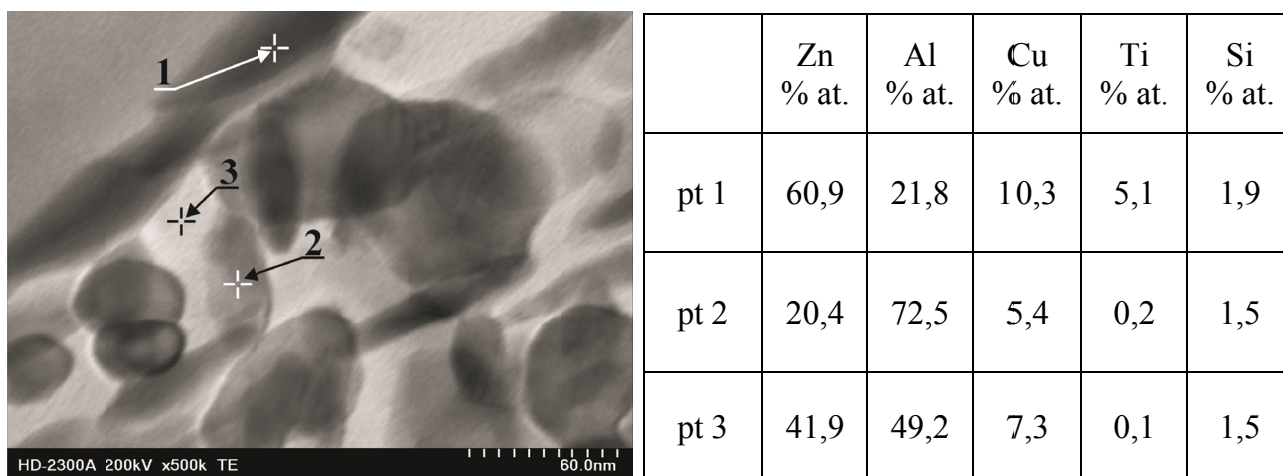 1
3
2
HD-2300A 200kV x500k TE
60.0nm
Zn % at. Al % at. Cu % at. Ti % at. Si % at.
pt 1 60,9 21,8 10,3 5,1 1,9
pt 2 20,4 72,5 5,4 0,2 1,5
pt 3 41,9 49,2 7,3 0,1 1,5